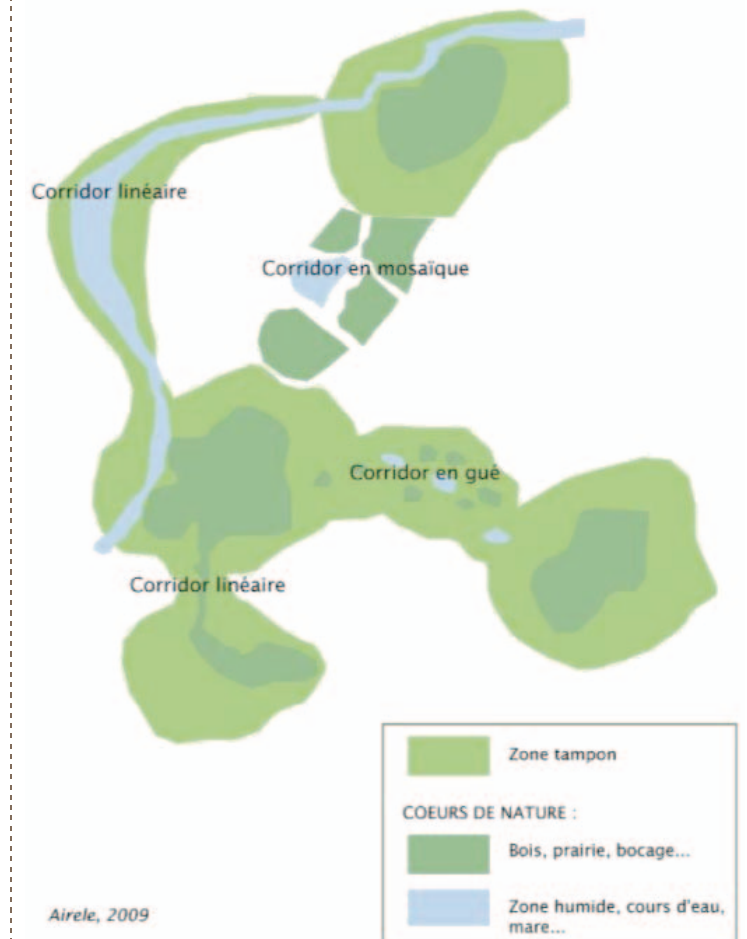 Corridor linéaire
Corridor en mosaïque
Corridor en gué
Corridor linéaire
Zone tampon
COEURS DE NATURE :
Bois, prairie, bocage...
Zone humide, cours d'eau,
mare...
Airele, 2009